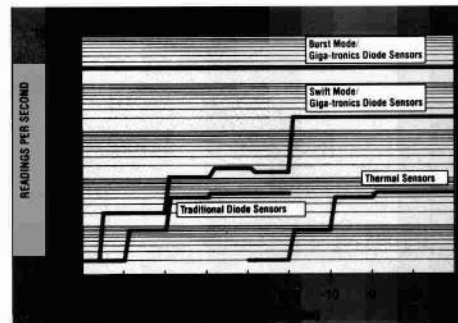 Burst Mode/
Giga-tronics Diode Sensors
Swift Mode/
Giga-tronics Diode Sensors
READINGS PER SECOND
Thermal Sensors
Traditional Diode Sensors
-10